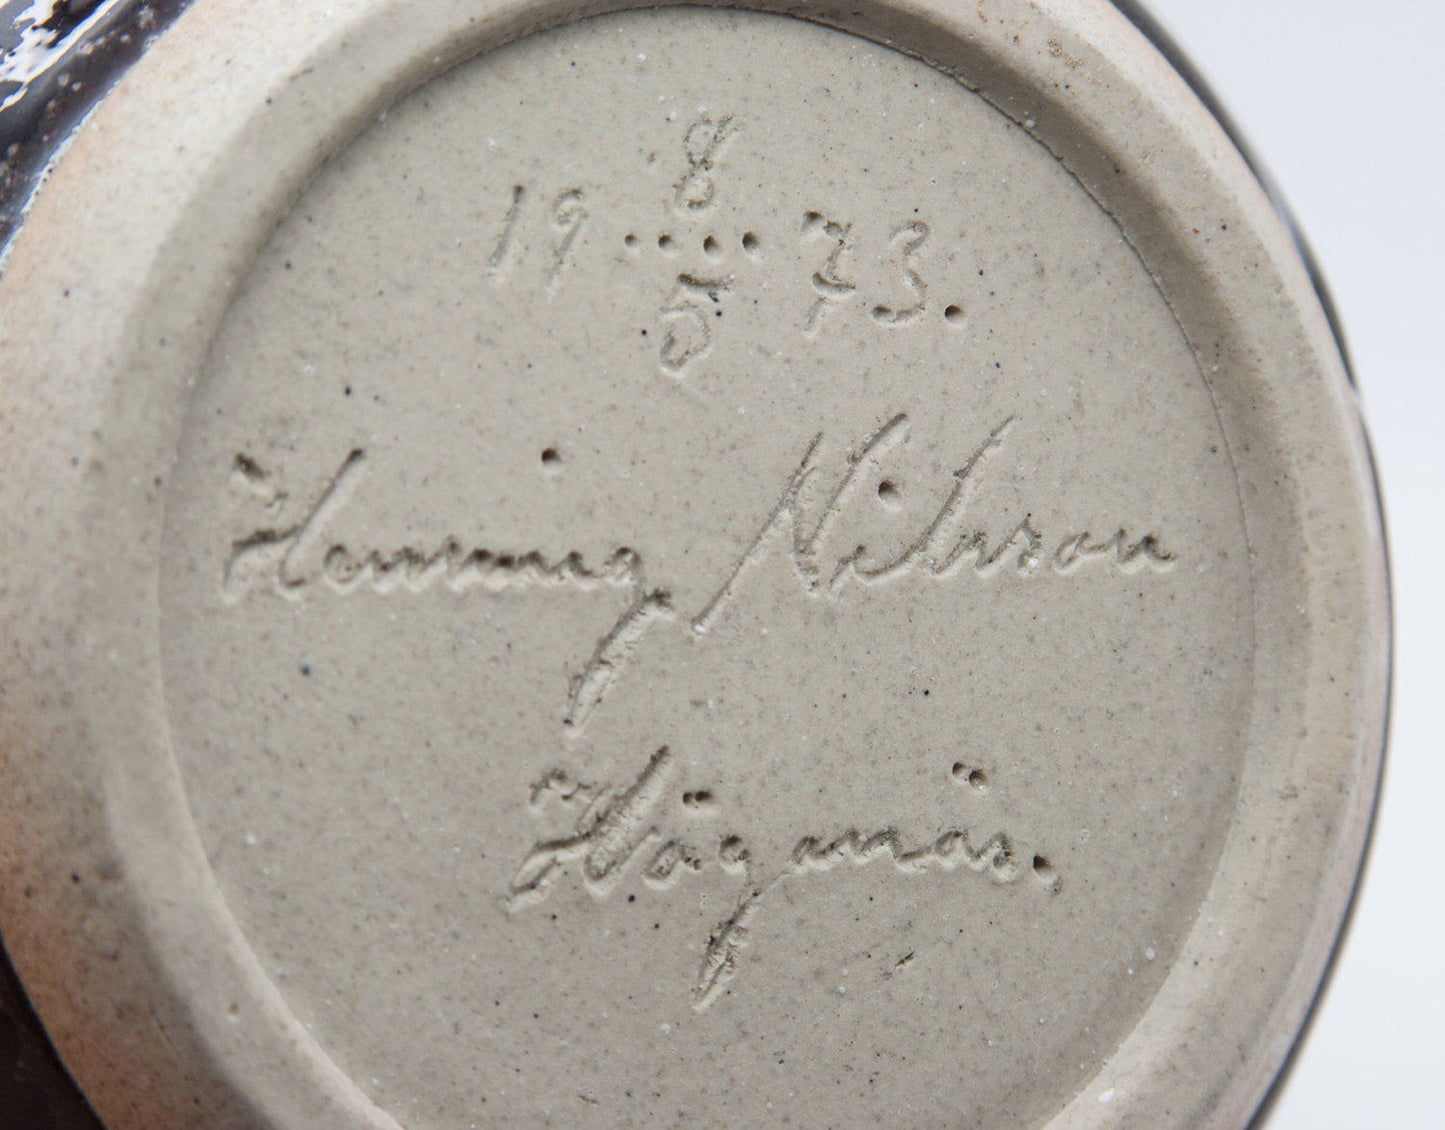 19 8/5 73.
Henning Nilsson
Höganäs.